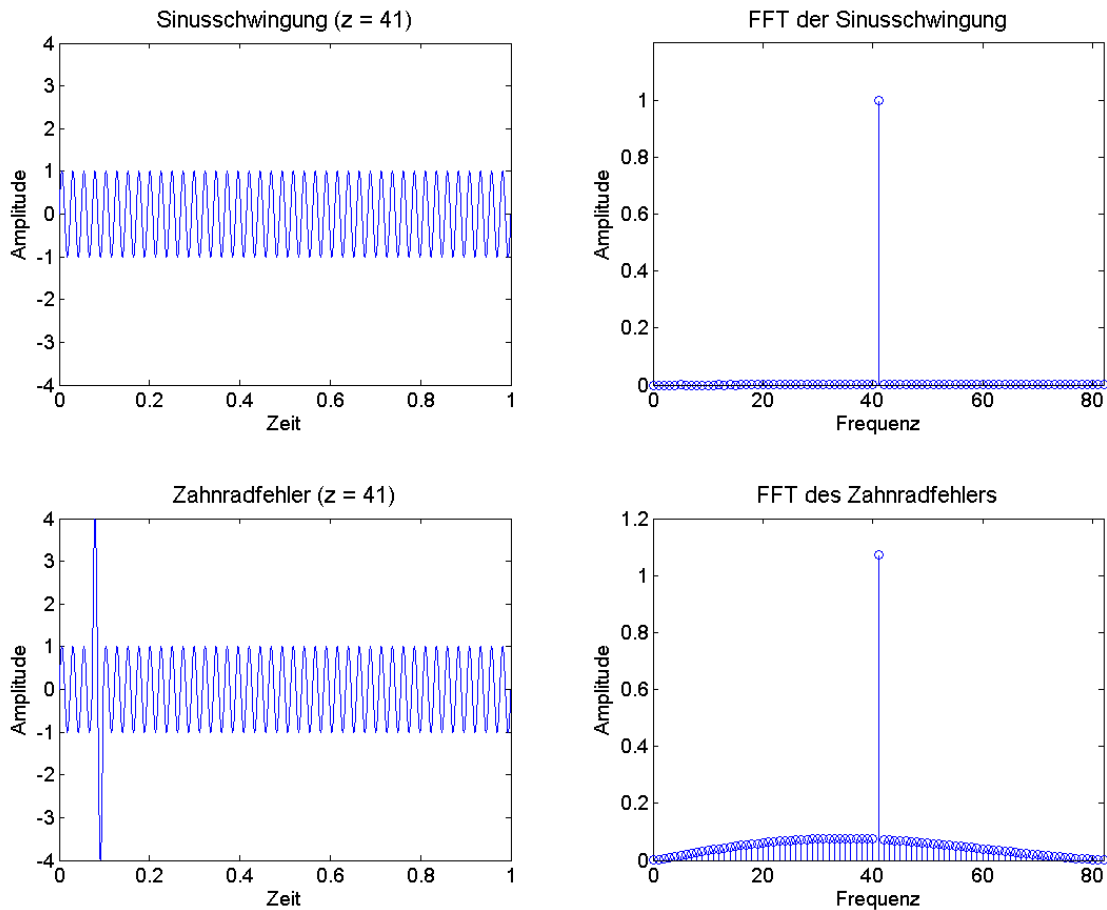 Sinusschwingung (z = 41)
4
3
2
1
0
-1
-2
-3
-4
Amplitude
0 0.2 0.4 0.6 0.8 1
Zeit
FFT der Sinusschwingung
1
0.8
0.6
0.4
0.2
0
Amplitude
0 20 40 60 80
Frequenz
Zahnradfehler (z = 41)
4
3
2
1
0
-1
-2
-3
-4
Amplitude
0 0.2 0.4 0.6 0.8 1
Zeit
FFT des Zahnradfehlers
1.2
1
0.8
0.6
0.4
0.2
0
Amplitude
0 20 40 60 80
Frequenz